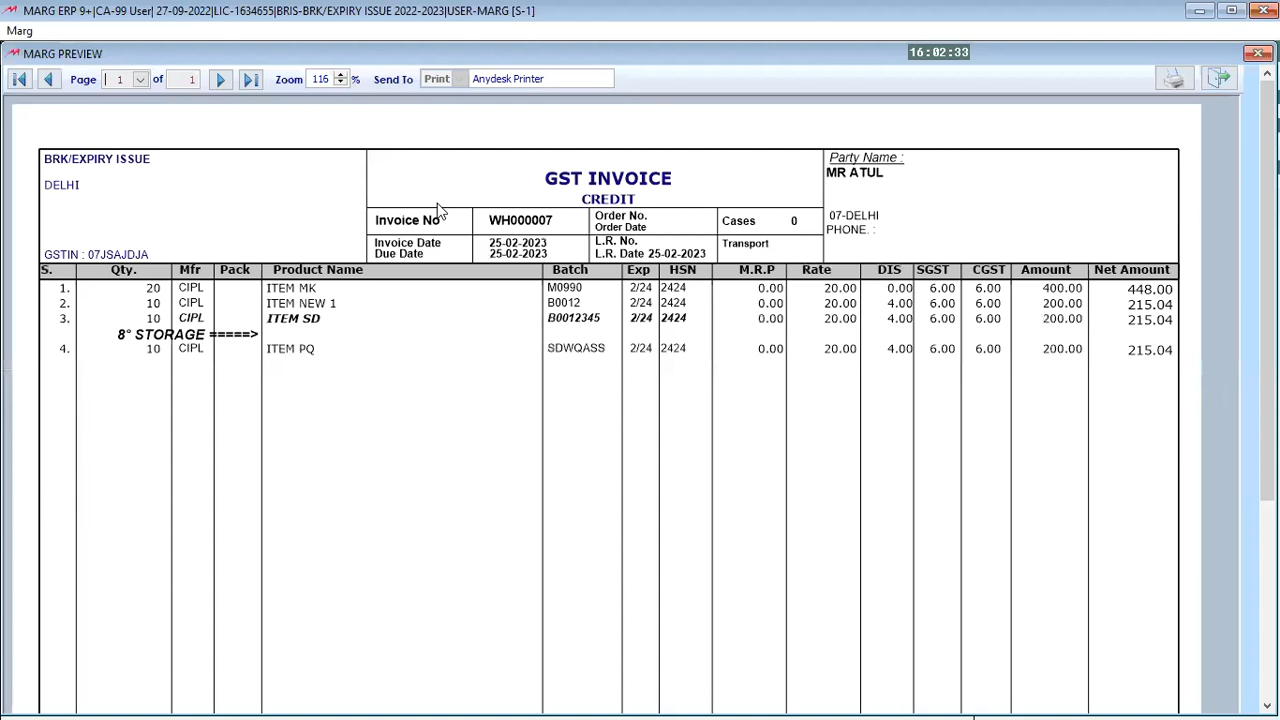 MARG ERP 9+|CA-99 User| 27-09-2022|LIC-1634655|BRIS-BRK/EXPIRY ISSUE 2022-2023|USER-MARG [S-1]
Marg
MARG PREVIEW 16:02:33
Page 1 of 1 Zoom 116 % Send To Print Anydesk Printer
BRK/EXPIRY ISSUE
DELHI
GSTIN : 07JSAJDJA
GST INVOICE
CREDIT
Invoice No WH000007 Order No. Cases 0
Order Date
Invoice Date 25-02-2023 L.R. No. Transport
Due Date 25-02-2023 L.R. Date 25-02-2023
Party Name :
MR ATUL
07-DELHI
PHONE. :
S. Qty. Mfr Pack Product Name Batch Exp HSN M.R.P Rate DIS SGST CGST Amount Net Amount
1. 20 CIPL ITEM MK M0990 2/24 2424 0.00 20.00 0.00 6.00 6.00 400.00 448.00
2. 10 CIPL ITEM NEW 1 B0012 2/24 2424 0.00 20.00 4.00 6.00 6.00 200.00 215.04
3. 10 CIPL ITEM SD B0012345 2/24 2424 0.00 20.00 4.00 6.00 6.00 200.00 215.04
8° STORAGE =====>
4. 10 CIPL ITEM PQ SDWQASS 2/24 2424 0.00 20.00 4.00 6.00 6.00 200.00 215.04